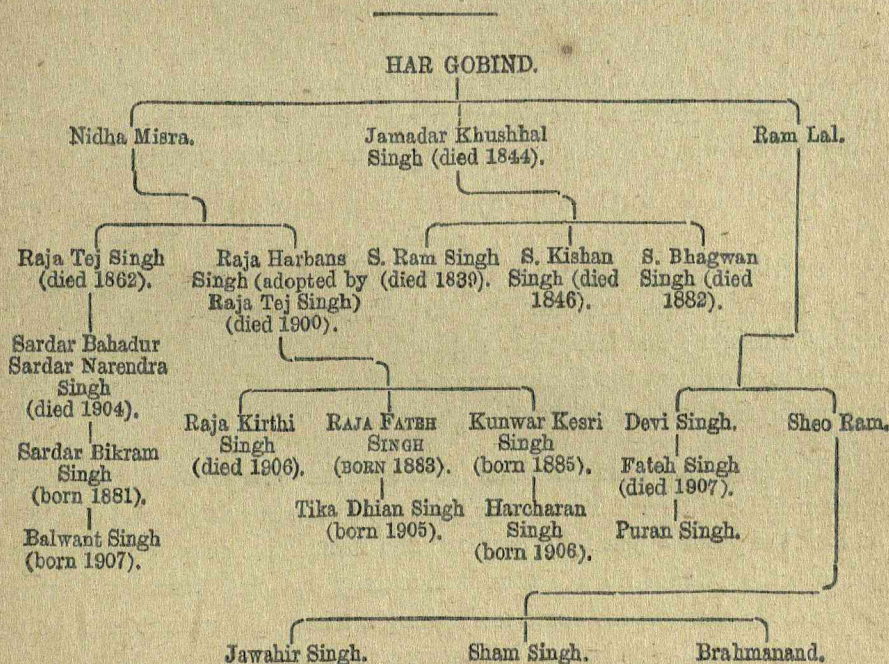 HAR GOBIND.
Nidha Misra.
Jamadar Khushhal
Singh (died 1844).
Ram Lal.
Raja Tej Singh
(died 1862).
Raja Harbans
Singh (adopted by
Raja Tej Singh)
(died 1900).
S. Ram Singh
(died 1839).
S. Kishan
Singh (died
1846).
S. Bhagwan
Singh (died
1882).
Sardar Bahadur
Sardar Narendra
Singh
(died 1904).
Raja Kirthi
Singh
(died 1906).
RAJA FATEH
SINGH
(BORN 1883).
Kunwar Kesri
Singh
(born 1885).
Devi Singh.
Sheo Ram.
Sardar Bikram
Singh
(born 1881).
Tika Dhian Singh
(born 1905).
Harcharan
Singh
(born 1906).
Fateh Singh
(died 1907).
Puran Singh.
Balwant Singh
(born 1907).
Jawahir Singh.
Sham Singh.
Brahmanand.